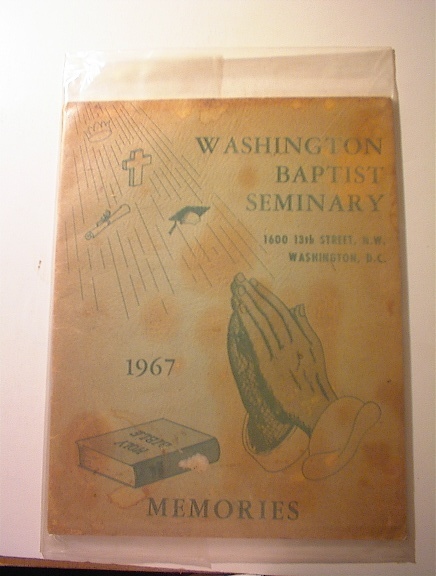 WASHINGTON
BAPTIST
SEMINARY
1600 13th STREET, N.W.
WASHINGTON, D.C.
1967
HOLY
BIBLE
MEMORIES